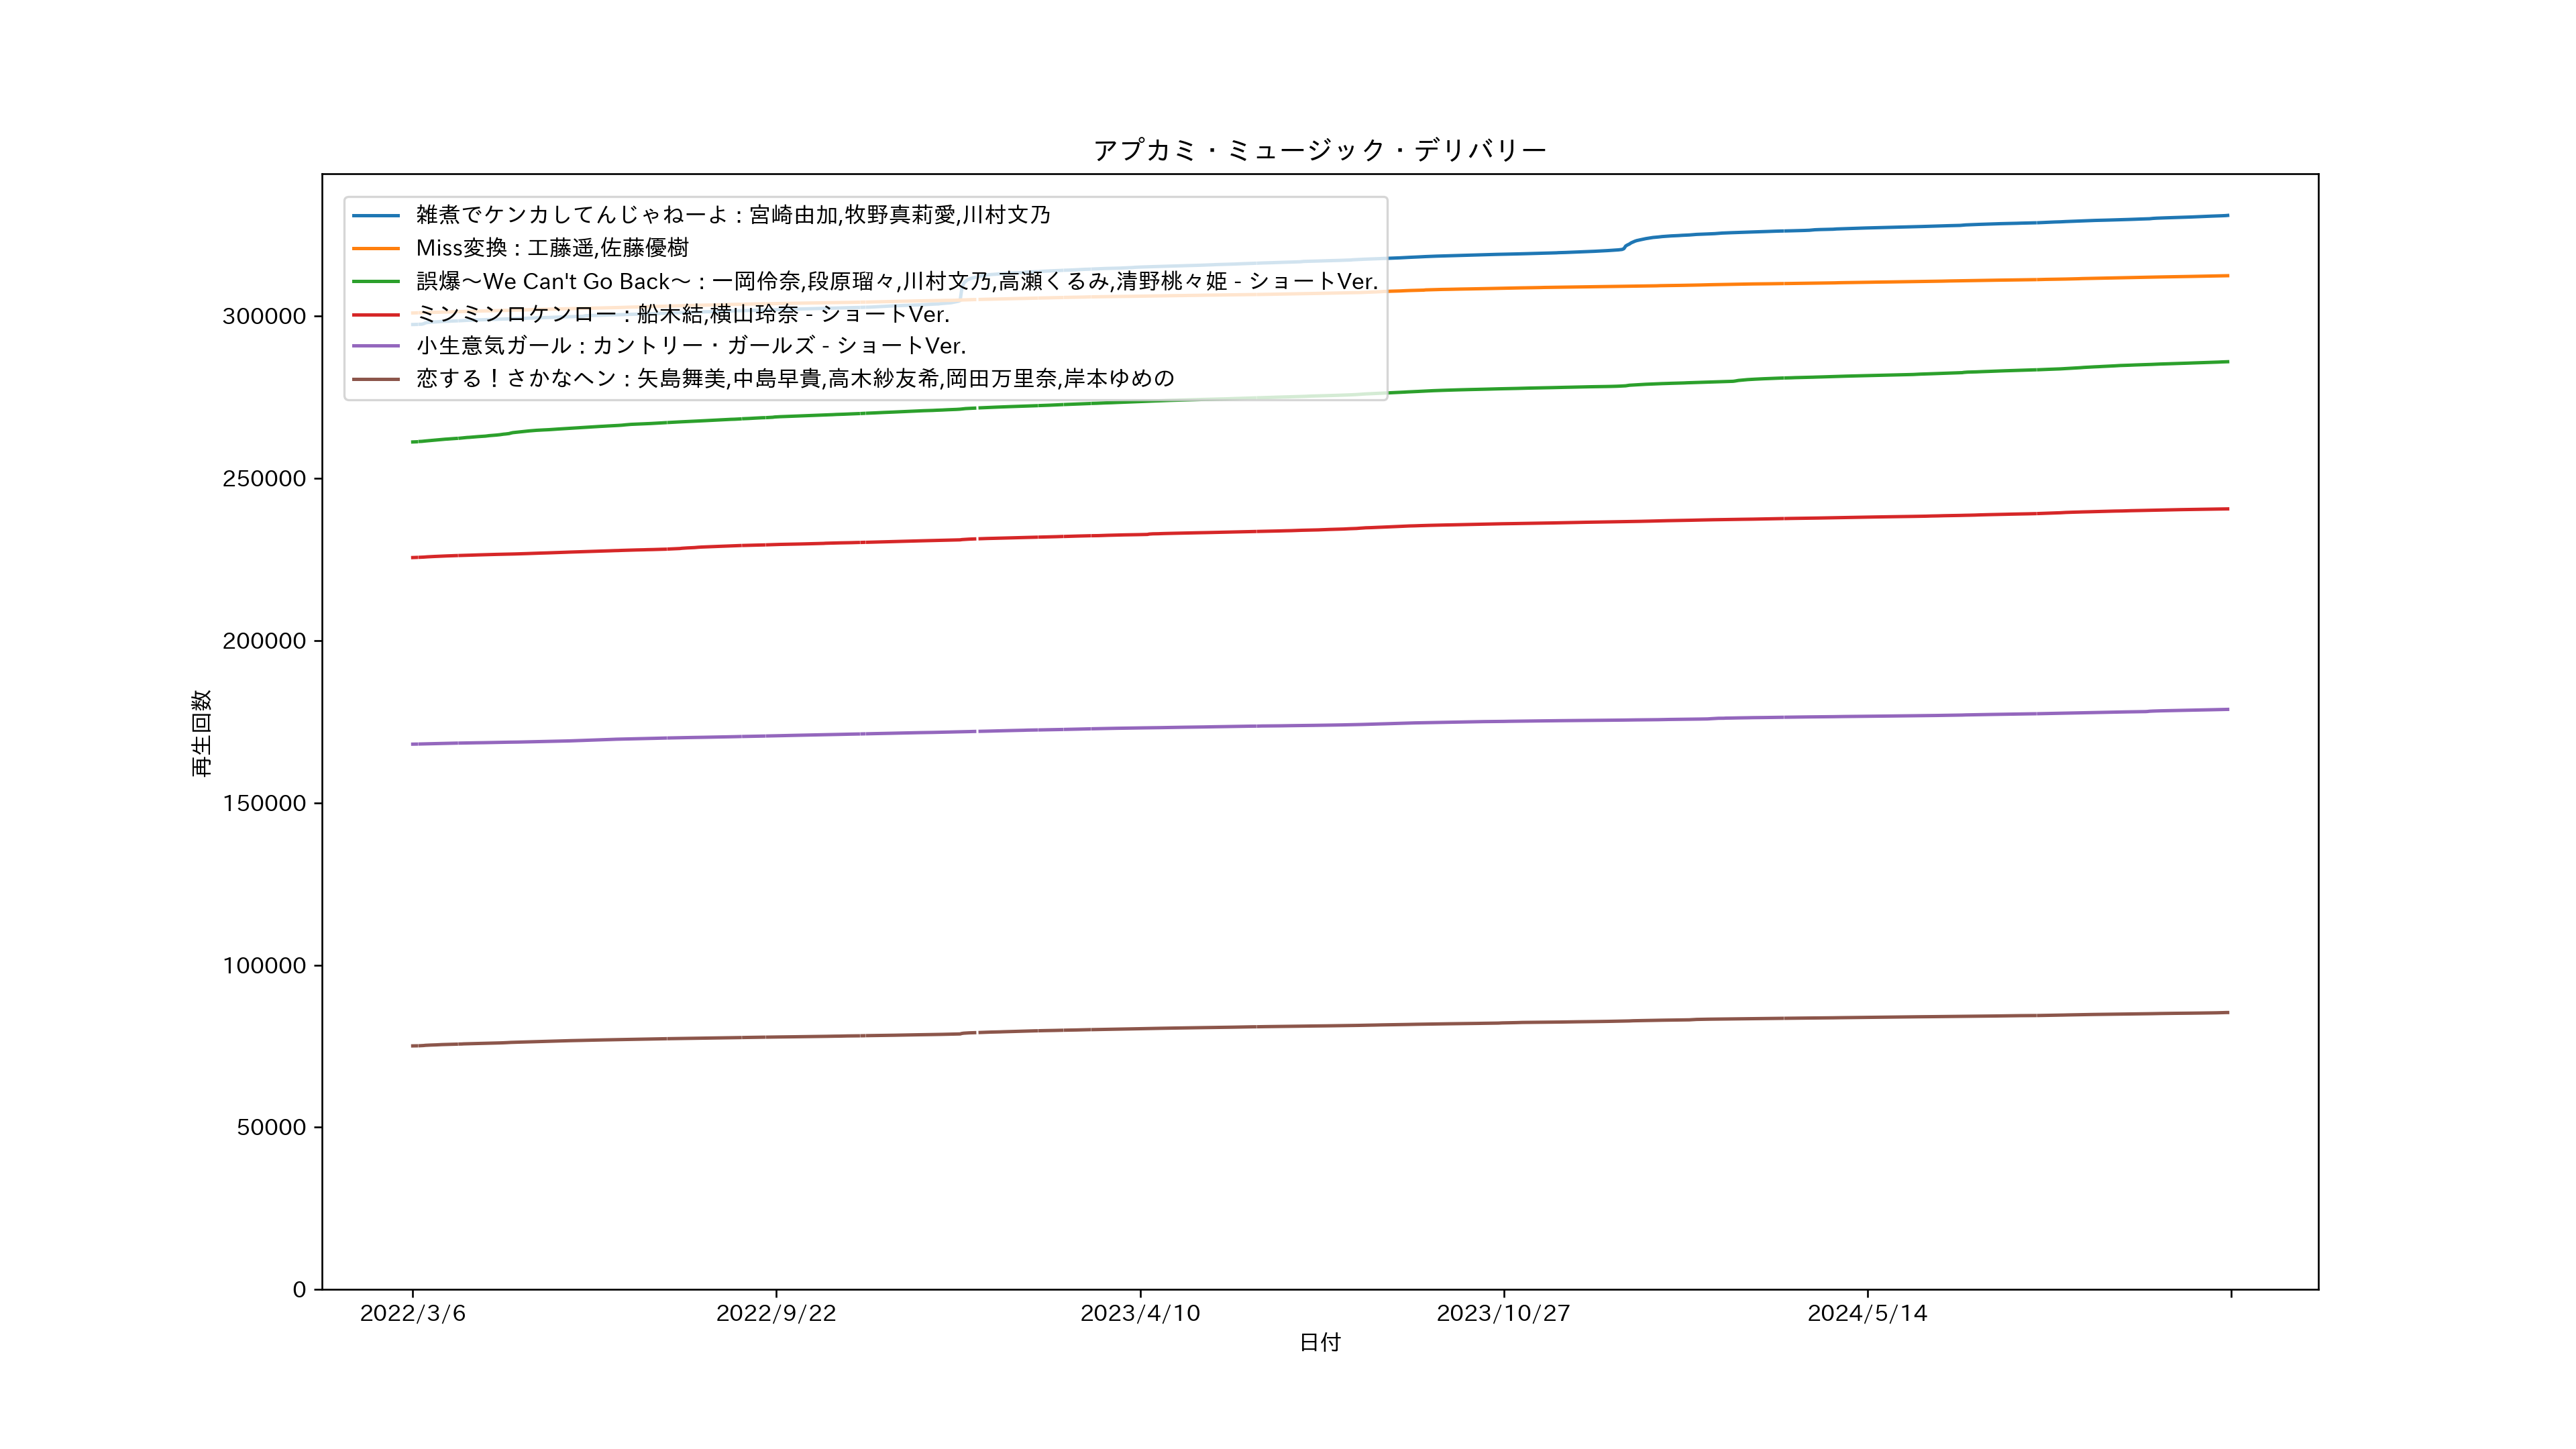 アプカミ・ミュージック・デリバリー
雑煮でケンカしてんじゃねーよ : 宮崎由加,牧野真莉愛,川村文乃
Miss変換 : 工藤遥,佐藤優樹
誤爆～We Can't Go Back～ : 一岡伶奈,段原瑠々,川村文乃,高瀬くるみ,清野桃々姫 - ショートVer.
ミンミンロケンロー : 船木結,横山玲奈 - ショートVer.
小生意気ガール : カントリー・ガールズ - ショートVer.
恋する！さかなヘン : 矢島舞美,中島早貴,高木紗友希,岡田万里奈,岸本ゆめの
300000
250000
200000
150000
100000
50000
0
再生回数
2022/3/6 2022/9/22 2023/4/10 2023/10/27 2024/5/14
日付